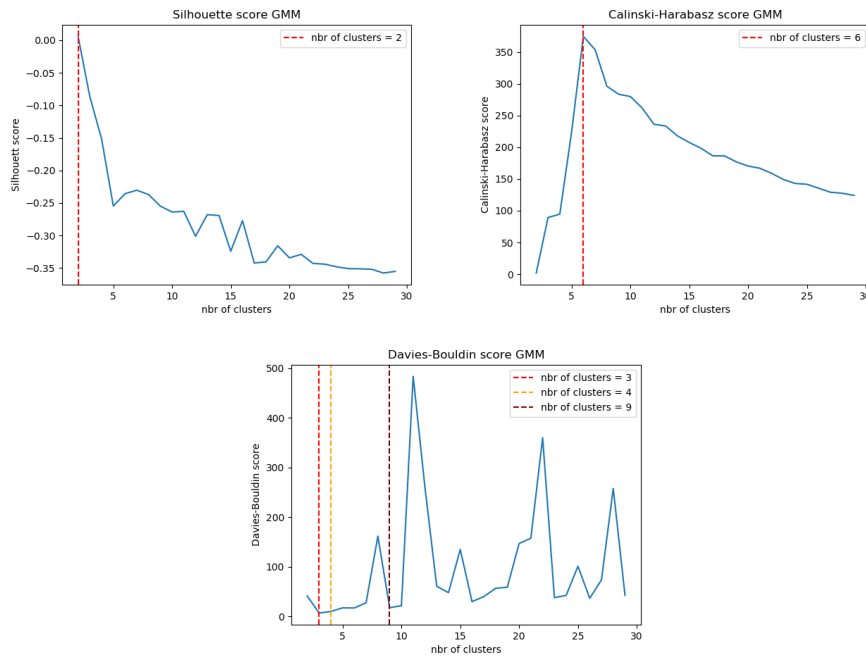 Silhouette score GMM
nbr of clusters = 2
0.00
−0.05
−0.10
−0.15
−0.20
−0.25
−0.30
−0.35
Silhouett score
5
10
15
20
25
30
nbr of clusters
Calinski-Harabasz score GMM
nbr of clusters = 6
350
300
250
200
150
100
50
0
Calinski-Harabasz score
5
10
15
20
25
30
nbr of clusters
Davies-Bouldin score GMM
nbr of clusters = 3
nbr of clusters = 4
nbr of clusters = 9
500
400
300
200
100
0
Davies-Bouldin score
5
10
15
20
25
30
nbr of clusters